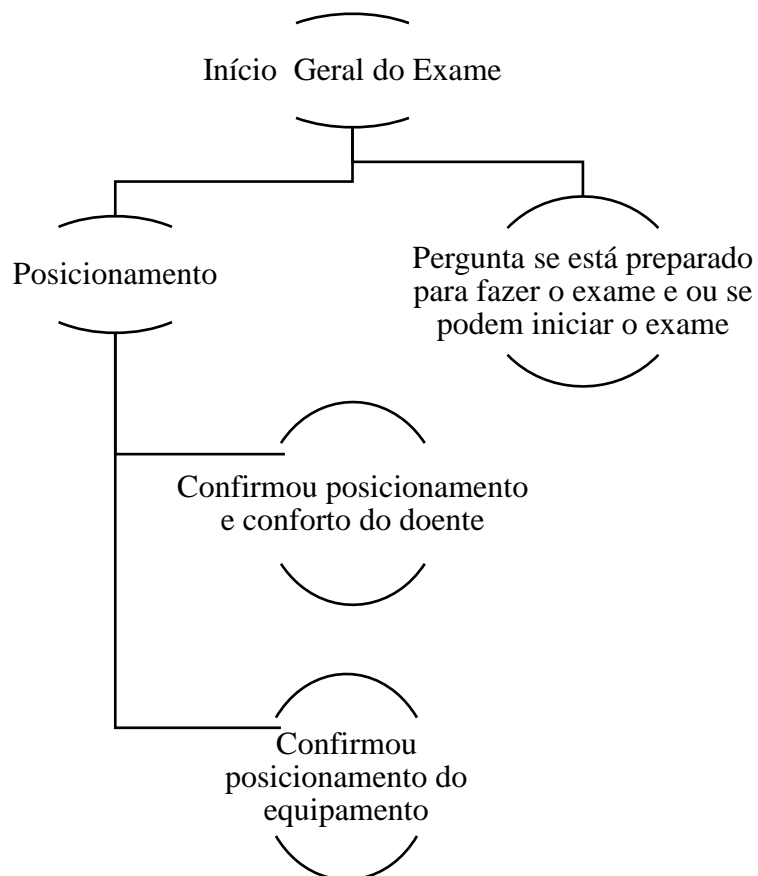 Início Geral do Exame
Posicionamento
Pergunta se está preparado
para fazer o exame e ou se
podem iniciar o exame
Confirmou posicionamento
e conforto do doente
Confirmou
posicionamento do
equipamento